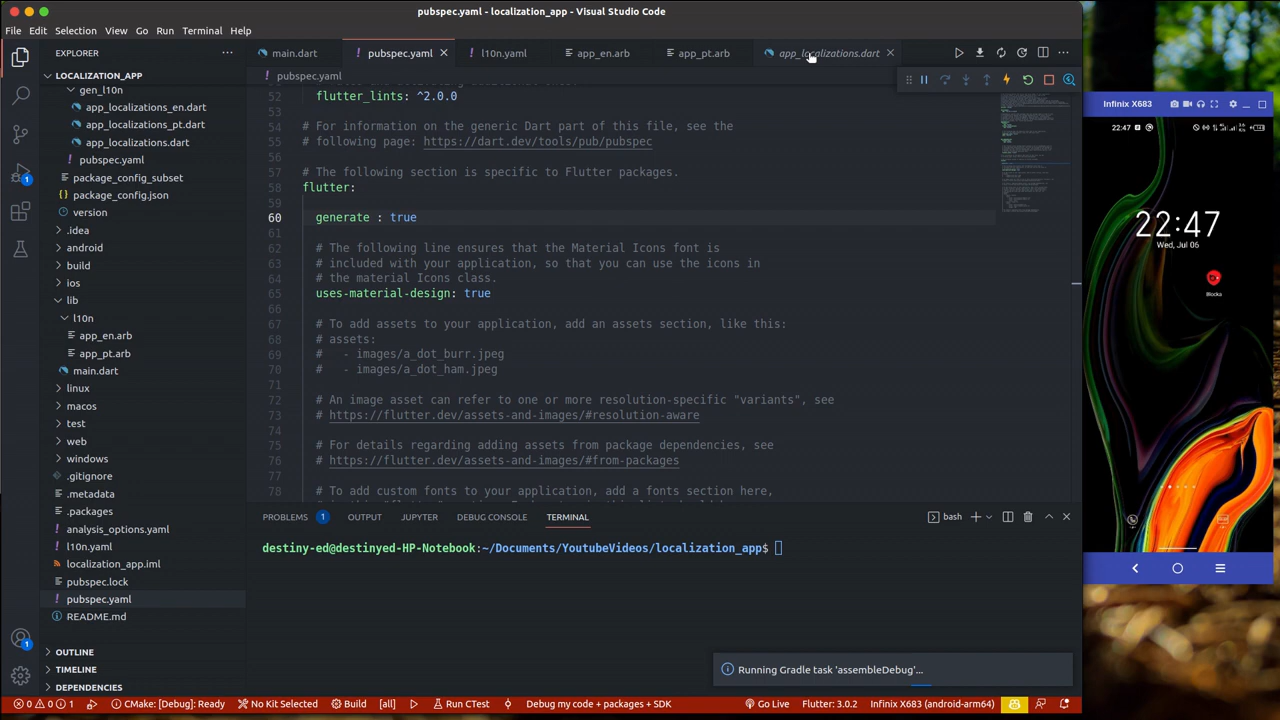 pubspec.yaml - localization_app - Visual Studio Code
File Edit Selection View Go Run Terminal Help
EXPLORER
LOCALIZATION_APP
gen_l10n
app_localizations_en.dart
app_localizations_pt.dart
app_localizations.dart
pubspec.yaml
package_config_subset
package_config.json
version
.idea
android
build
ios
lib
l10n
app_en.arb
app_pt.arb
main.dart
linux
macos
test
web
windows
.gitignore
.metadata
.packages
analysis_options.yaml
l10n.yaml
localization_app.iml
pubspec.lock
pubspec.yaml
README.md
OUTLINE
TIMELINE
DEPENDENCIES
main.dart pubspec.yaml l10n.yaml app_en.arb app_pt.arb app_localizations.dart
pubspec.yaml
52 flutter_lints: ^2.0.0
53
54 # For information on the generic Dart part of this file, see the
55 # following page: https://dart.dev/tools/pub/pubspec
56
57 # The following section is specific to Flutter packages.
58 flutter:
59
60 generate : true
61
62 # The following line ensures that the Material Icons font is
63 # included with your application, so that you can use the icons in
64 # the material Icons class.
65 uses-material-design: true
66
67 # To add assets to your application, add an assets section, like this:
68 # assets:
69 # - images/a_dot_burr.jpeg
70 # - images/a_dot_ham.jpeg
71
72 # An image asset can refer to one or more resolution-specific "variants", see
73 # https://flutter.dev/assets-and-images/#resolution-aware
74
75 # For details regarding adding assets from package dependencies, see
76 # https://flutter.dev/assets-and-images/#from-packages
77
78 # To add custom fonts to your application, add a fonts section here,
PROBLEMS 1 OUTPUT JUPYTER DEBUG CONSOLE TERMINAL
bash
destiny-ed@destinyed-HP-Notebook:~/Documents/YoutubeVideos/localization_app$
Running Gradle task 'assembleDebug'...
1
1
0 0 1 CMake: [Debug]: Ready No Kit Selected Build [all] Run CTest Debug my code + packages + SDK Go Live Flutter: 3.0.2 Infinix X683 (android-arm64)
Infinix X683
22:47
22:47
Wed, Jul 06
Blocks